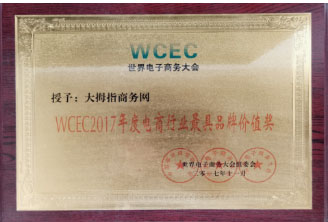 WCEC
世界电子商务大会
授予：大拇指商务网
WCEC2017年度电商行业最具品牌价值奖
世界电子商务大会组委会
二〇一七年十一月